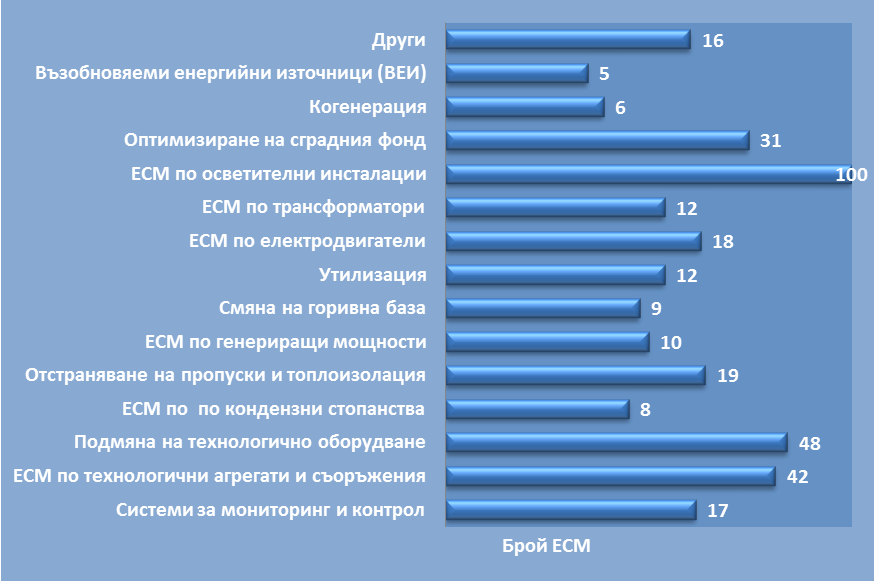 Други 16
Възобновяеми енергийни източници (ВЕИ) 5
Когенерация 6
Оптимизиране на сградния фонд 31
ЕСМ по осветителни инсталации 100
ЕСМ по трансформатори 12
ЕСМ по електродвигатели 18
Утилизация 12
Смяна на горивна база 9
ЕСМ по генериращи мощности 10
Отстраняване на пропуски и топлоизолация 19
ЕСМ по по кондензни стопанства 8
Подмяна на технологично оборудване 48
ЕСМ по технологични агрегати и съоръжения 42
Системи за мониторинг и контрол 17
Брой ЕСМ